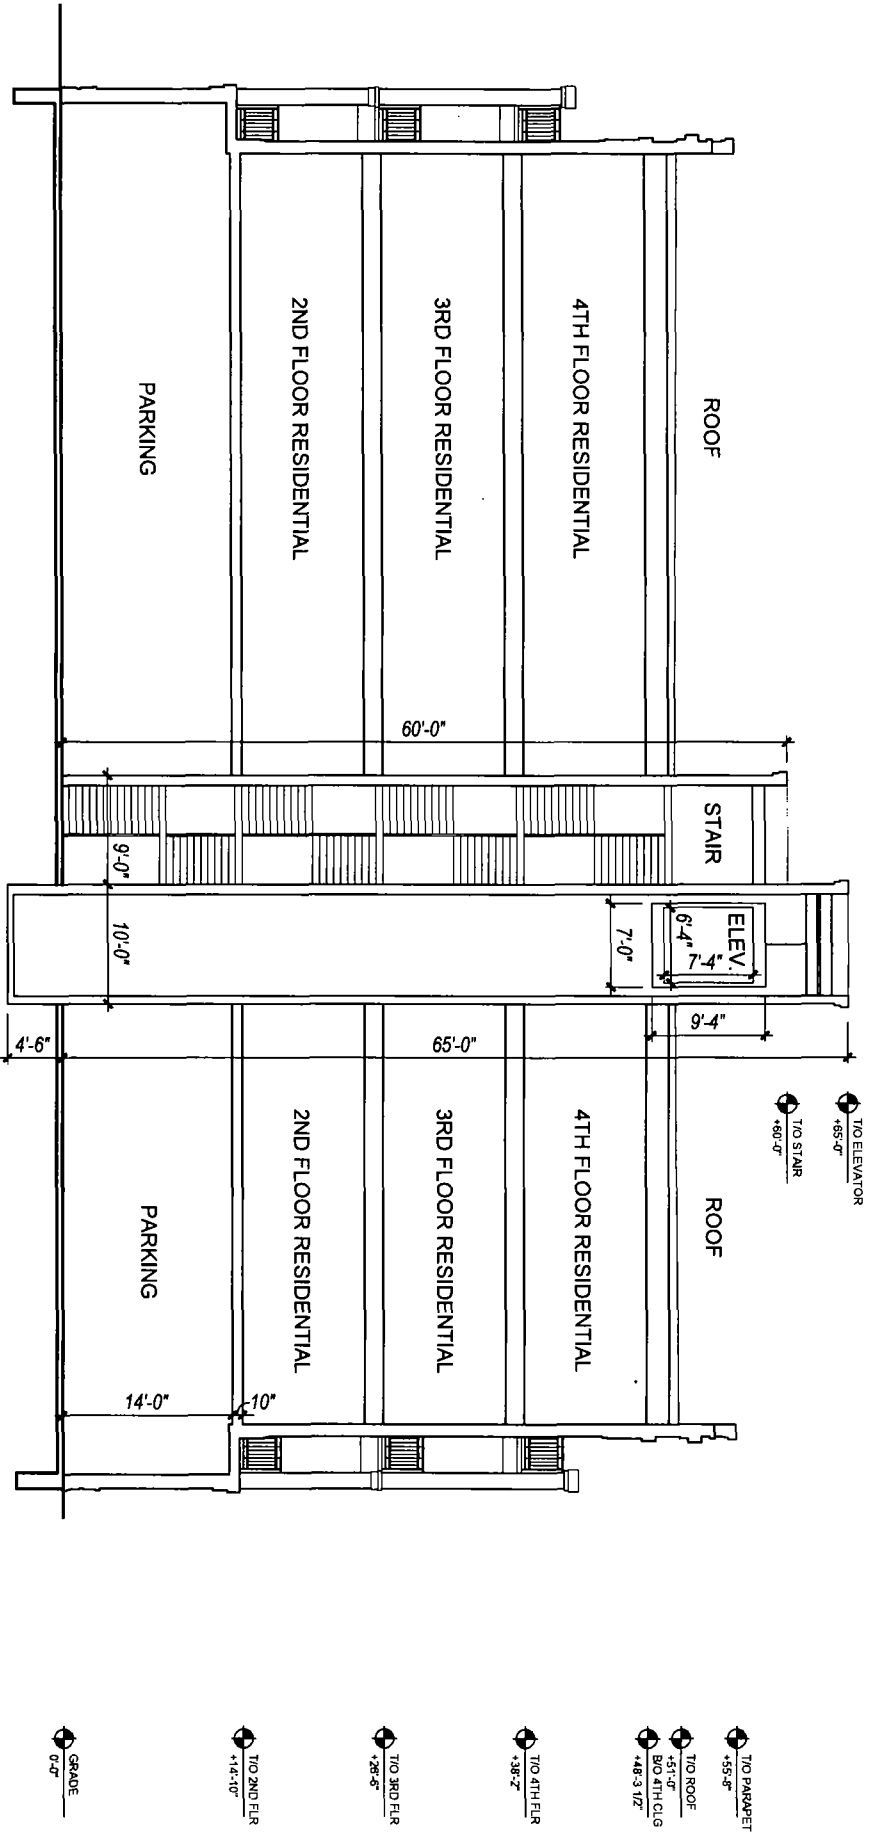 T/O ELEVATOR
+65'-0"
T/O STAIR
+60'-0"
T/O PARAPET
+55'-8"
T/O ROOF
+51'-0"
B/O 4TH CLG
+48'-3 1/2"
T/O 4TH FLR
+38'-2"
T/O 3RD FLR
+26'-6"
T/O 2ND FLR
+14'-10"
GRADE
0'-0"
ROOF
STAIR
ELEV.
ROOF
6'-4"
7'-4"
7'-0"
9'-4"
4TH FLOOR RESIDENTIAL
4TH FLOOR RESIDENTIAL
3RD FLOOR RESIDENTIAL
60'-0"
65'-0"
3RD FLOOR RESIDENTIAL
2ND FLOOR RESIDENTIAL
2ND FLOOR RESIDENTIAL
10"
PARKING
9'-0"
10'-0"
PARKING
14'-0"
4'-6"